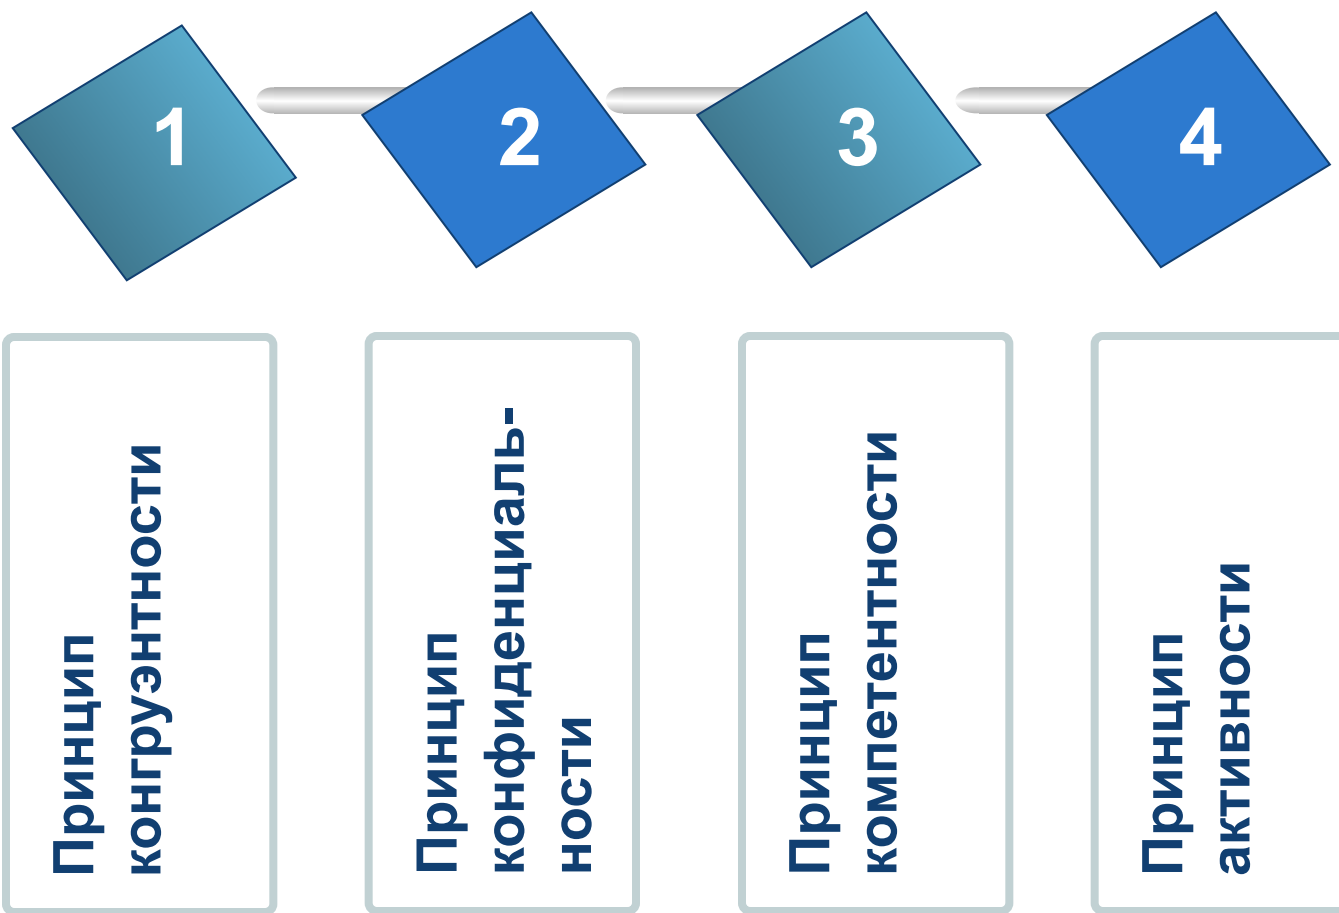 1
2
3
4
Принцип
конгруэнтности
Принцип
конфиденциаль-
ности
Принцип
компетентности
Принцип
активности